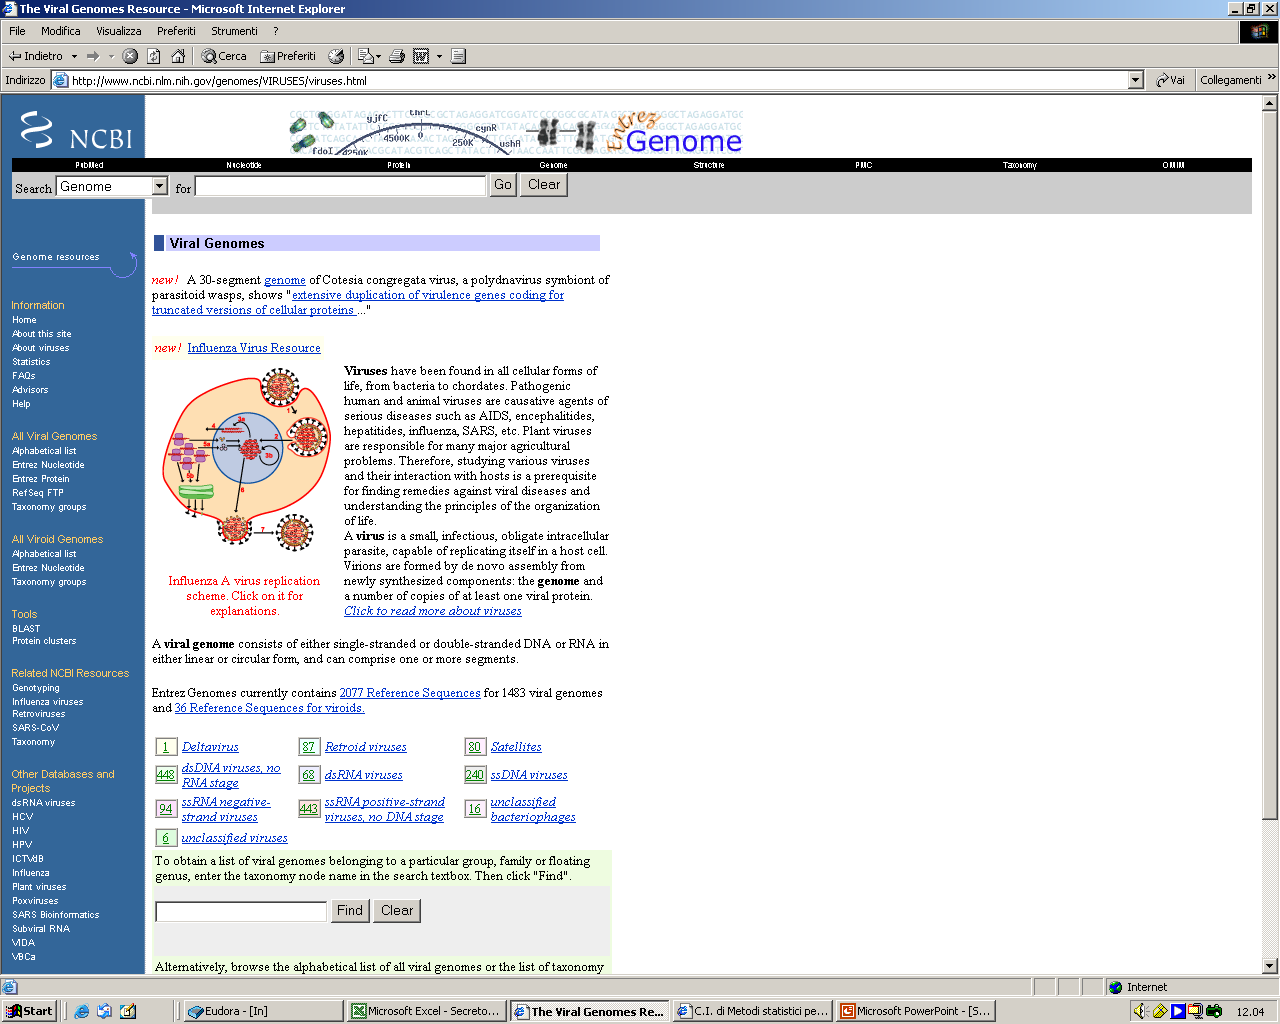 The Viral Genomes Resource - Microsoft Internet Explorer
File Modifica Visualizza Preferiti Strumenti ?
Indietro Cerca Preferiti
Indirizzo http://www.ncbi.nlm.nih.gov/genomes/VIRUSES/viruses.html Vai Collegamenti »
NCBI
yjfC thrL cynR
4500K 0 250K ushA
fdoI 4250K
Entrez Genome
PubMed Nucleotide Protein Genome Structure PMC Taxonomy OMIM
Search Genome for Go Clear
Viral Genomes
Genome resources
new! A 30-segment genome of Cotesia congregata virus, a polydnavirus symbiont of
parasitoid wasps, shows "extensive duplication of virulence genes coding for
truncated versions of cellular proteins ..."
new! Influenza Virus Resource
Information
Home
About this site
About viruses
Statistics
FAQs
Advisors
Help
All Viral Genomes
Alphabetical list
Entrez Nucleotide
Entrez Protein
RefSeq FTP
Taxonomy groups
All Viroid Genomes
Alphabetical list
Entrez Nucleotide
Taxonomy groups
Tools
BLAST
Protein clusters
Related NCBI Resources
Genotyping
Influenza viruses
Retroviruses
SARS-CoV
Taxonomy
Other Databases and
Projects
dsRNA viruses
HCV
HIV
HPV
ICTVdB
Influenza
Plant viruses
Poxviruses
SARS Bioinformatics
Subviral RNA
VIDA
VBCa
1
2
3a
3b
4
5a
5b
6
7
Influenza A virus replication
scheme. Click on it for
explanations.
Viruses have been found in all cellular forms of
life, from bacteria to chordates. Pathogenic
human and animal viruses are causative agents of
serious diseases such as AIDS, encephalitides,
hepatitides, influenza, SARS, etc. Plant viruses
are responsible for many major agricultural
problems. Therefore, studying various viruses
and their interaction with hosts is a prerequisite
for finding remedies against viral diseases and
understanding the principles of the organization
of life.
A virus is a small, infectious, obligate intracellular
parasite, capable of replicating itself in a host cell.
Virions are formed by de novo assembly from
newly synthesized components: the genome and
a number of copies of at least one viral protein.
Click to read more about viruses
A viral genome consists of either single-stranded or double-stranded DNA or RNA in
either linear or circular form, and can comprise one or more segments.
Entrez Genomes currently contains 2077 Reference Sequences for 1483 viral genomes
and 36 Reference Sequences for viroids.
1 Deltavirus 87 Retroid viruses 80 Satellites
448 dsDNA viruses, no RNA stage 68 dsRNA viruses 240 ssDNA viruses
94 ssRNA negative-strand viruses 443 ssRNA positive-strand viruses, no DNA stage 16 unclassified bacteriophages
6 unclassified viruses
To obtain a list of viral genomes belonging to a particular group, family or floating
genus, enter the taxonomy node name in the search textbox. Then click "Find".
Find Clear
Alternatively, browse the alphabetical list of all viral genomes or the list of taxonomy
Internet
Start Eudora - [In] Microsoft Excel - Secreto... The Viral Genomes Re... C.I. di Metodi statistici pe... Microsoft PowerPoint - [S... 12.04